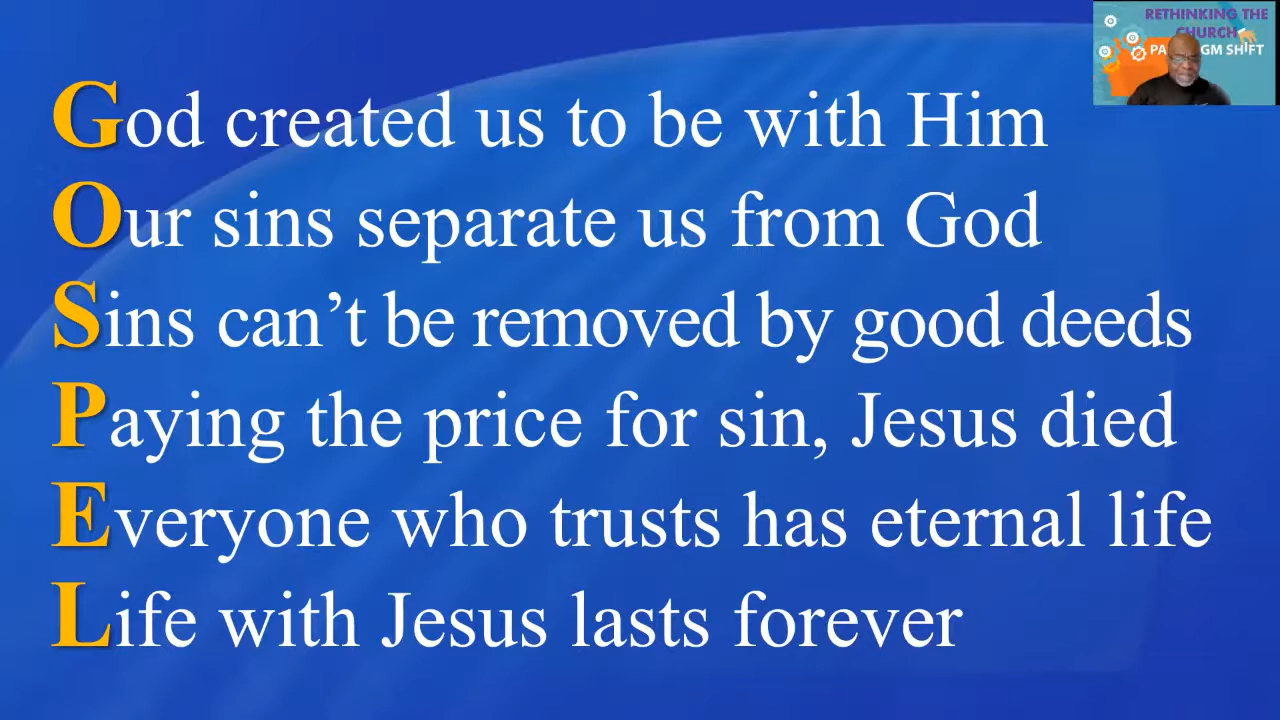 God created us to be with Him
Our sins separate us from God
Sins can’t be removed by good deeds
Paying the price for sin, Jesus died
Everyone who trusts has eternal life
Life with Jesus lasts forever
RETHINKING THE
CHURCH
SHIFT